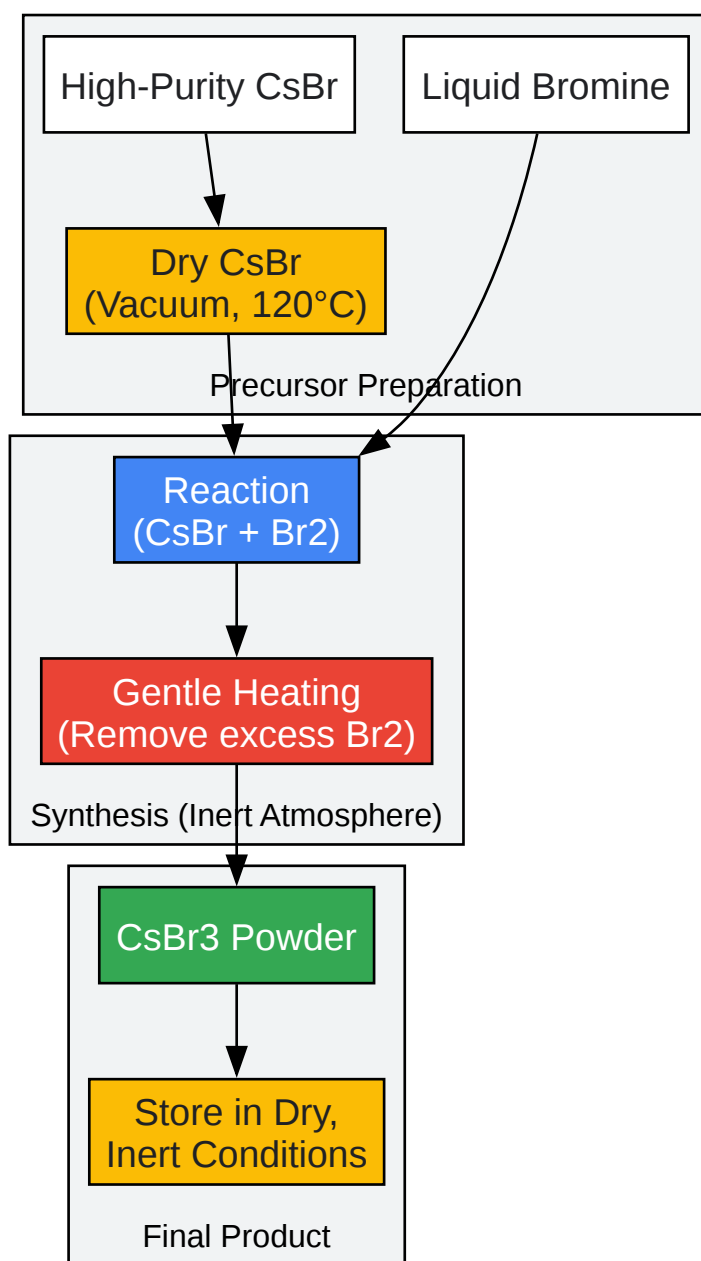 High-Purity CsBr
Liquid Bromine
Dry CsBr
(Vacuum, 120°C)
Precursor Preparation
Reaction
(CsBr + Br2)
Gentle Heating
(Remove excess Br2)
Synthesis (Inert Atmosphere)
CsBr3 Powder
Store in Dry,
Inert Conditions
Final Product